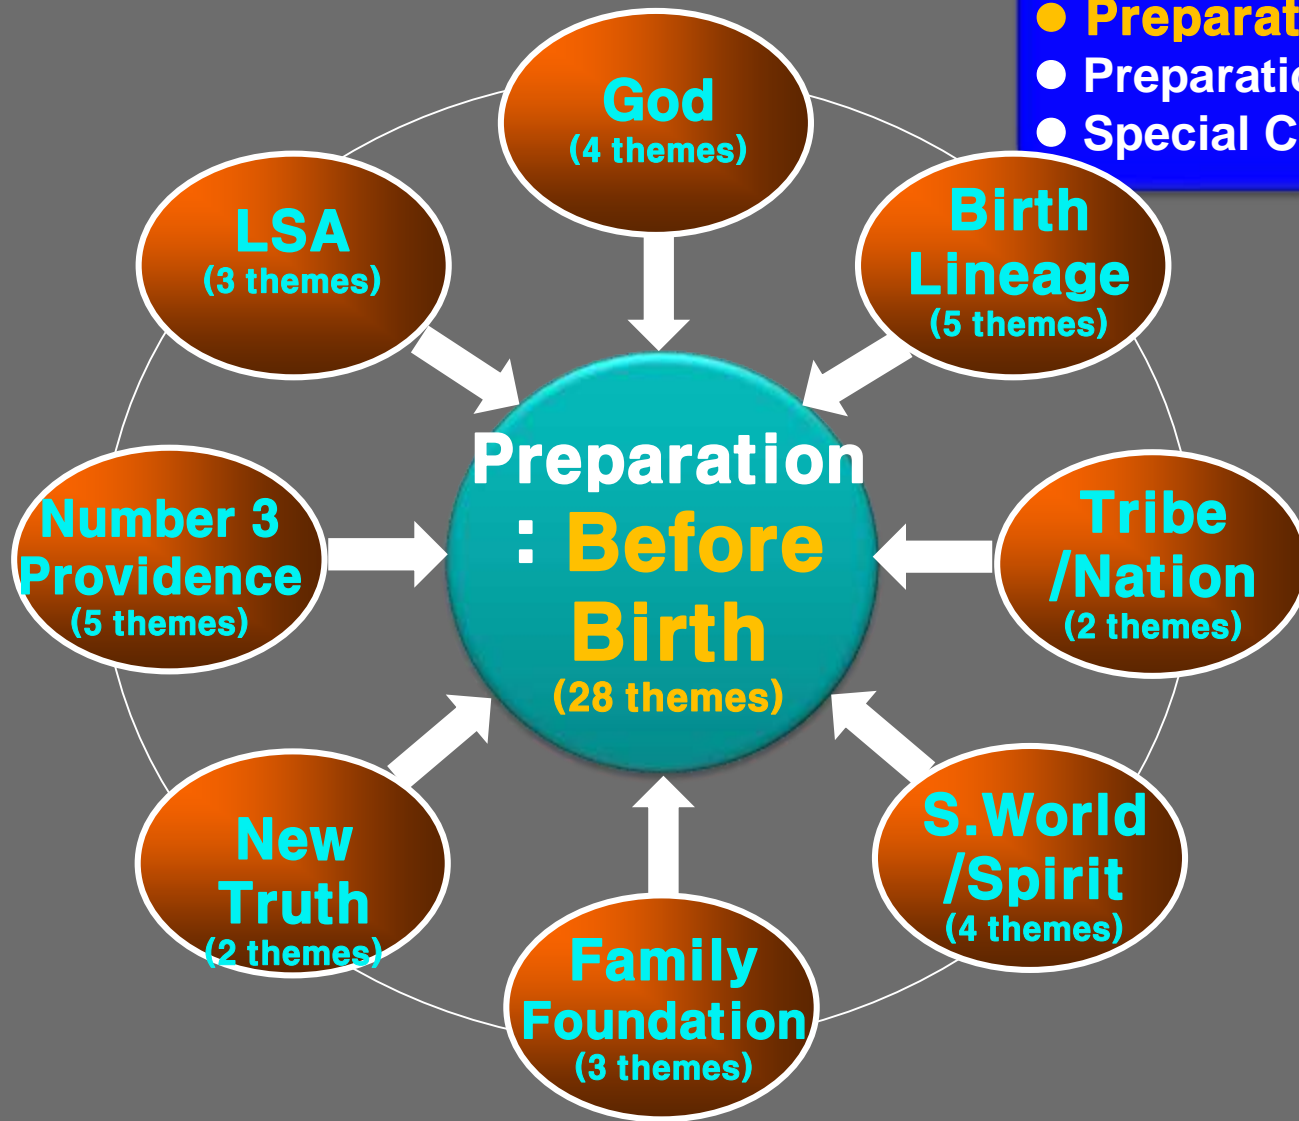 ● Preparat
● Preparatio
● Special C
God
(4 themes)
Birth
Lineage
(5 themes)
Tribe
/Nation
(2 themes)
S.World
/Spirit
(4 themes)
Family
Foundation
(3 themes)
New
Truth
(2 themes)
Number 3
Providence
(5 themes)
LSA
(3 themes)
Preparation
: Before
Birth
(28 themes)